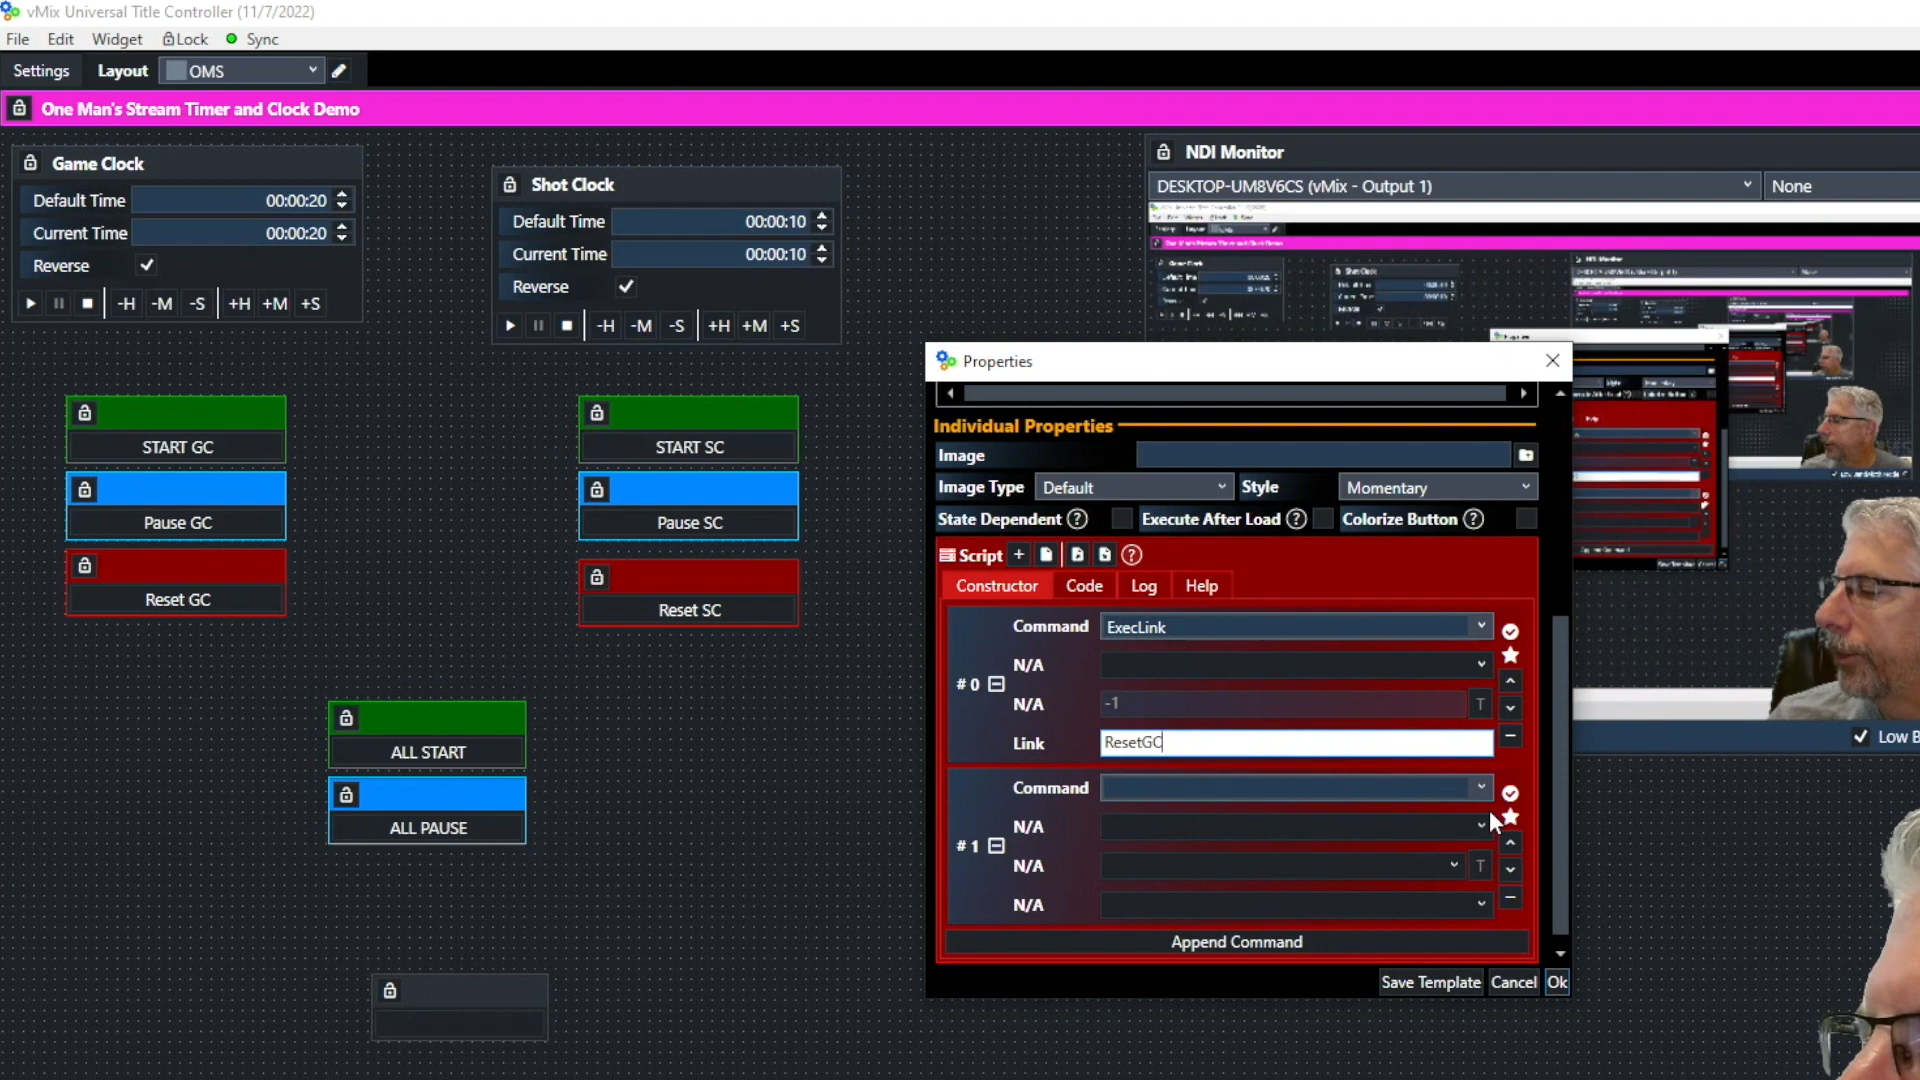 vMix Universal Title Controller (11/7/2022)
File Edit Widget Lock Sync
Settings Layout OMS
One Man's Stream Timer and Clock Demo
Game Clock
Default Time 00:00:20
Current Time 00:00:20
Reverse
-H -M -S +H +M +S
Shot Clock
Default Time 00:00:10
Current Time 00:00:10
Reverse
-H -M -S +H +M +S
NDI Monitor
DESKTOP-UM8V6CS (vMix - Output 1) None
START GC
Pause GC
Reset GC
START SC
Pause SC
Reset SC
ALL START
ALL PAUSE
Properties
Individual Properties
Image
Image Type Default Style Momentary
State Dependent ? Execute After Load ? Colorize Button ?
Script + ?
Constructor Code Log Help
Command ExecLink
N/A
# 0
N/A -1 T
Link ResetGC
Command
N/A
# 1
N/A T
N/A
Append Command
Save Template Cancel Ok
Low B